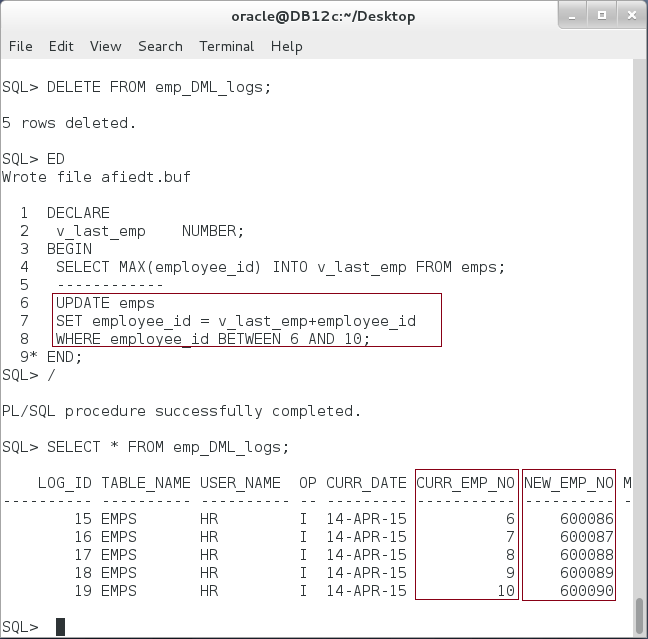 oracle@DB12c:~/Desktop
File Edit View Search Terminal Help
SQL> DELETE FROM emp_DML_logs;
5 rows deleted.
SQL> ED
Wrote file afiedt.buf
1 DECLARE
2 v_last_emp NUMBER;
3 BEGIN
4 SELECT MAX(employee_id) INTO v_last_emp FROM emps;
5 ------------
6 UPDATE emps
7 SET employee_id = v_last_emp+employee_id
8 WHERE employee_id BETWEEN 6 AND 10;
9* END;
SQL> /
PL/SQL procedure successfully completed.
SQL> SELECT * FROM emp_DML_logs;
LOG_ID TABLE_NAME USER_NAME OP CURR_DATE CURR_EMP_NO NEW_EMP_NO M
---------- ---------- ---------- -- --------- ----------- ---------- -
15 EMPS HR I 14-APR-15 6 600086
16 EMPS HR I 14-APR-15 7 600087
17 EMPS HR I 14-APR-15 8 600088
18 EMPS HR I 14-APR-15 9 600089
19 EMPS HR I 14-APR-15 10 600090
SQL>